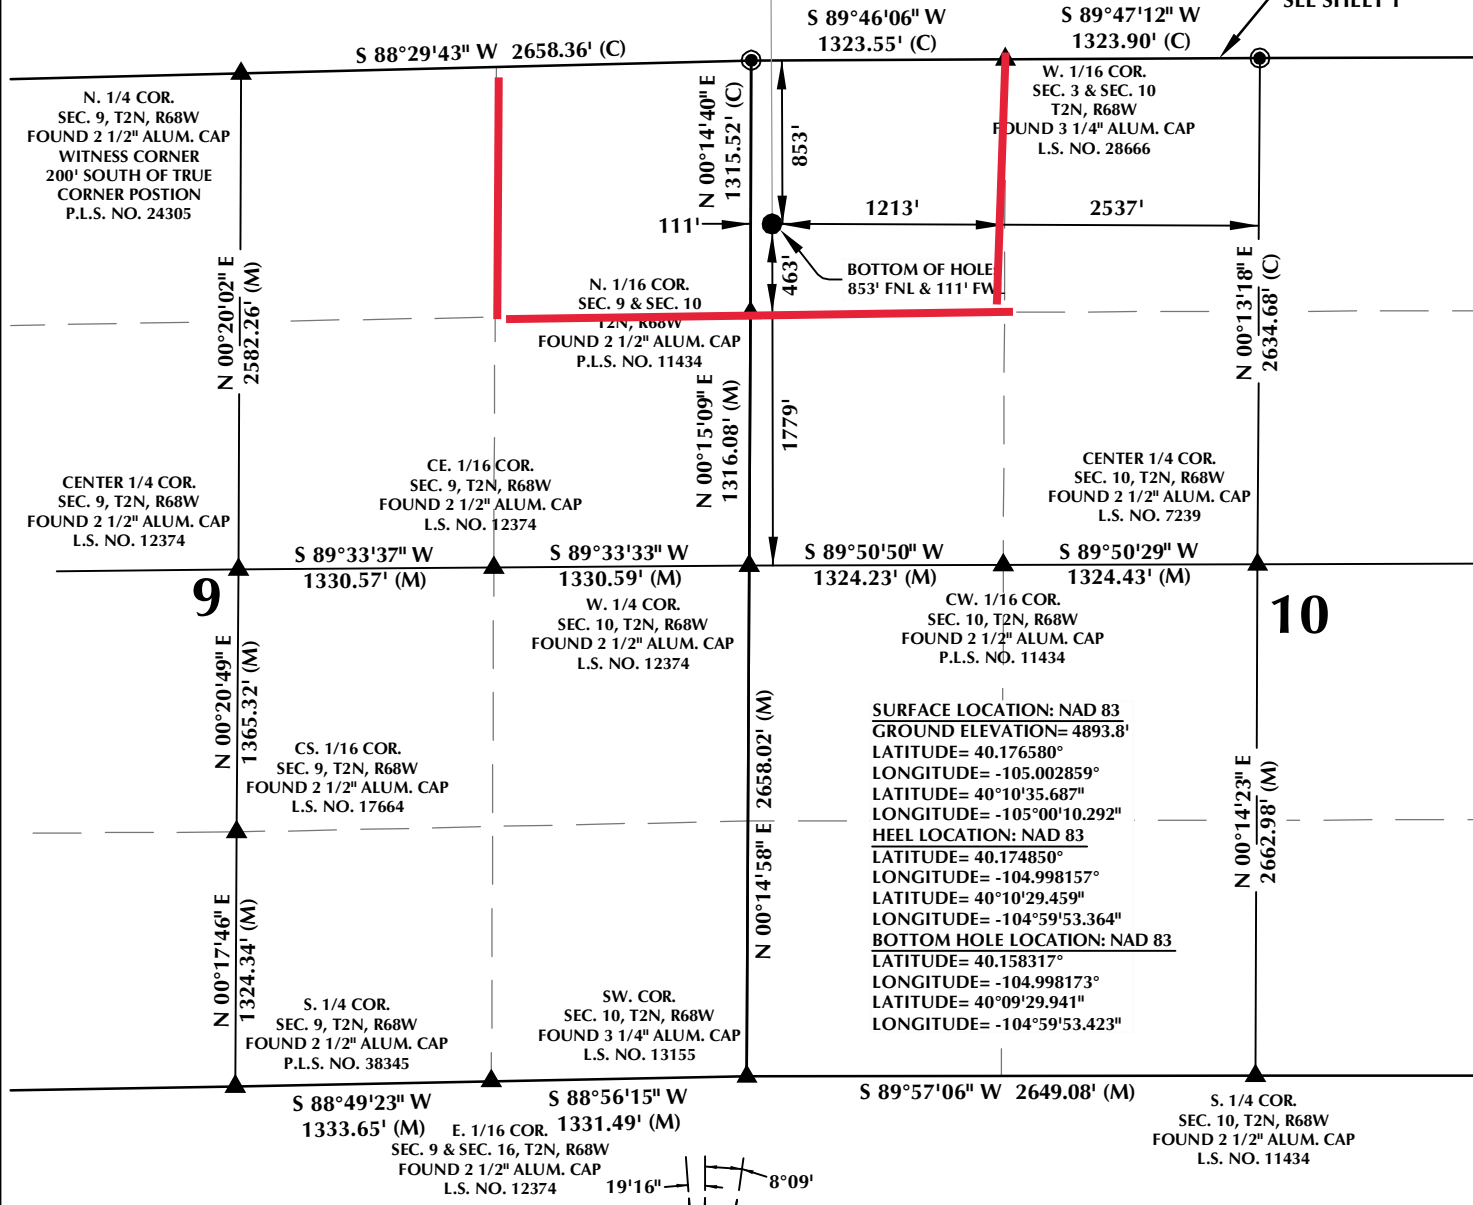 SEE SHEET 1
S 89°46'06" W
1323.55' (C)
S 89°47'12" W
1323.90' (C)
S 88°29'43" W 2658.36' (C)
N. 1/4 COR.
SEC. 9, T2N, R68W
FOUND 2 1/2" ALUM. CAP
WITNESS CORNER
200' SOUTH OF TRUE
CORNER POSTION
P.L.S. NO. 24305
N 00°14'40" E
1315.52' (C)
853'
W. 1/16 COR.
SEC. 3 & SEC. 10
T2N, R68W
FOUND 3 1/4" ALUM. CAP
L.S. NO. 28666
111'
1213'
2537'
463'
BOTTOM OF HOLE
853' FNL & 111' FWL
N. 1/16 COR.
SEC. 9 & SEC. 10
T2N, R68W
FOUND 2 1/2" ALUM. CAP
P.L.S. NO. 11434
N 00°20'02" E
2582.26' (M)
N 00°13'18" E
2634.68' (C)
N 00°15'09" E
1316.08' (M)
1779'
CENTER 1/4 COR.
SEC. 9, T2N, R68W
FOUND 2 1/2" ALUM. CAP
L.S. NO. 12374
CE. 1/16 COR.
SEC. 9, T2N, R68W
FOUND 2 1/2" ALUM. CAP
L.S. NO. 12374
CENTER 1/4 COR.
SEC. 10, T2N, R68W
FOUND 2 1/2" ALUM. CAP
L.S. NO. 7239
S 89°33'37" W
1330.57' (M)
S 89°33'33" W
1330.59' (M)
S 89°50'50" W
1324.23' (M)
S 89°50'29" W
1324.43' (M)
9
10
W. 1/4 COR.
SEC. 10, T2N, R68W
FOUND 2 1/2" ALUM. CAP
L.S. NO. 12374
CW. 1/16 COR.
SEC. 10, T2N, R68W
FOUND 2 1/2" ALUM. CAP
P.L.S. NO. 11434
N 00°20'49" E
1365.32' (M)
N 00°14'58" E 2658.02' (M)
N 00°14'23" E
2662.98' (M)
CS. 1/16 COR.
SEC. 9, T2N, R68W
FOUND 2 1/2" ALUM. CAP
L.S. NO. 17664
SURFACE LOCATION: NAD 83
GROUND ELEVATION= 4893.8'
LATITUDE= 40.176580°
LONGITUDE= -105.002859°
LATITUDE= 40°10'35.687"
LONGITUDE= -105°00'10.292"
HEEL LOCATION: NAD 83
LATITUDE= 40.174850°
LONGITUDE= -104.998157°
LATITUDE= 40°10'29.459"
LONGITUDE= -104°59'53.364"
BOTTOM HOLE LOCATION: NAD 83
LATITUDE= 40.158317°
LONGITUDE= -104.998173°
LATITUDE= 40°09'29.941"
LONGITUDE= -104°59'53.423"
N 00°17'46" E
1324.34' (M)
S. 1/4 COR.
SEC. 9, T2N, R68W
FOUND 2 1/2" ALUM. CAP
P.L.S. NO. 38345
SW. COR.
SEC. 10, T2N, R68W
FOUND 3 1/4" ALUM. CAP
L.S. NO. 13155
S 88°49'23" W
1333.65' (M)
S 88°56'15" W
1331.49' (M)
S 89°57'06" W 2649.08' (M)
E. 1/16 COR.
SEC. 9 & SEC. 16, T2N, R68W
FOUND 2 1/2" ALUM. CAP
L.S. NO. 12374
S. 1/4 COR.
SEC. 10, T2N, R68W
FOUND 2 1/2" ALUM. CAP
L.S. NO. 11434
19'16"
8°09'